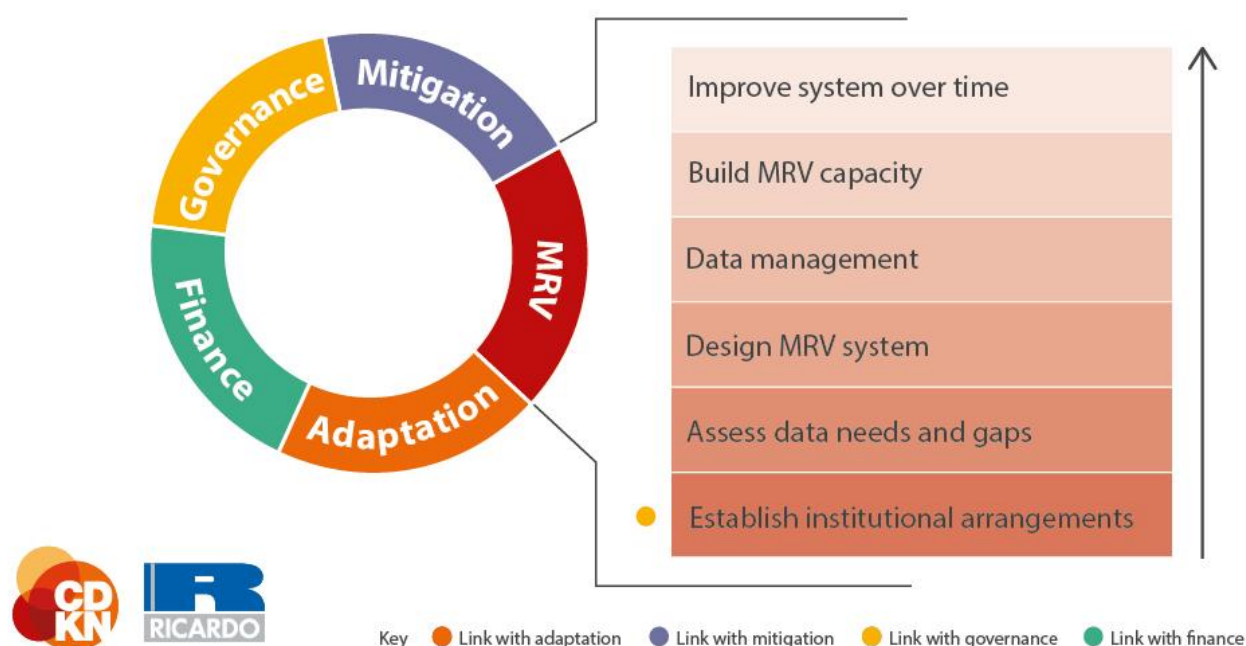 Governance
Mitigation
MRV
Adaptation
Finance
Improve system over time
Build MRV capacity
Data management
Design MRV system
Assess data needs and gaps
Establish institutional arrangements
CD
KN
R
RICARDO
Key Link with adaptation Link with mitigation Link with governance Link with finance